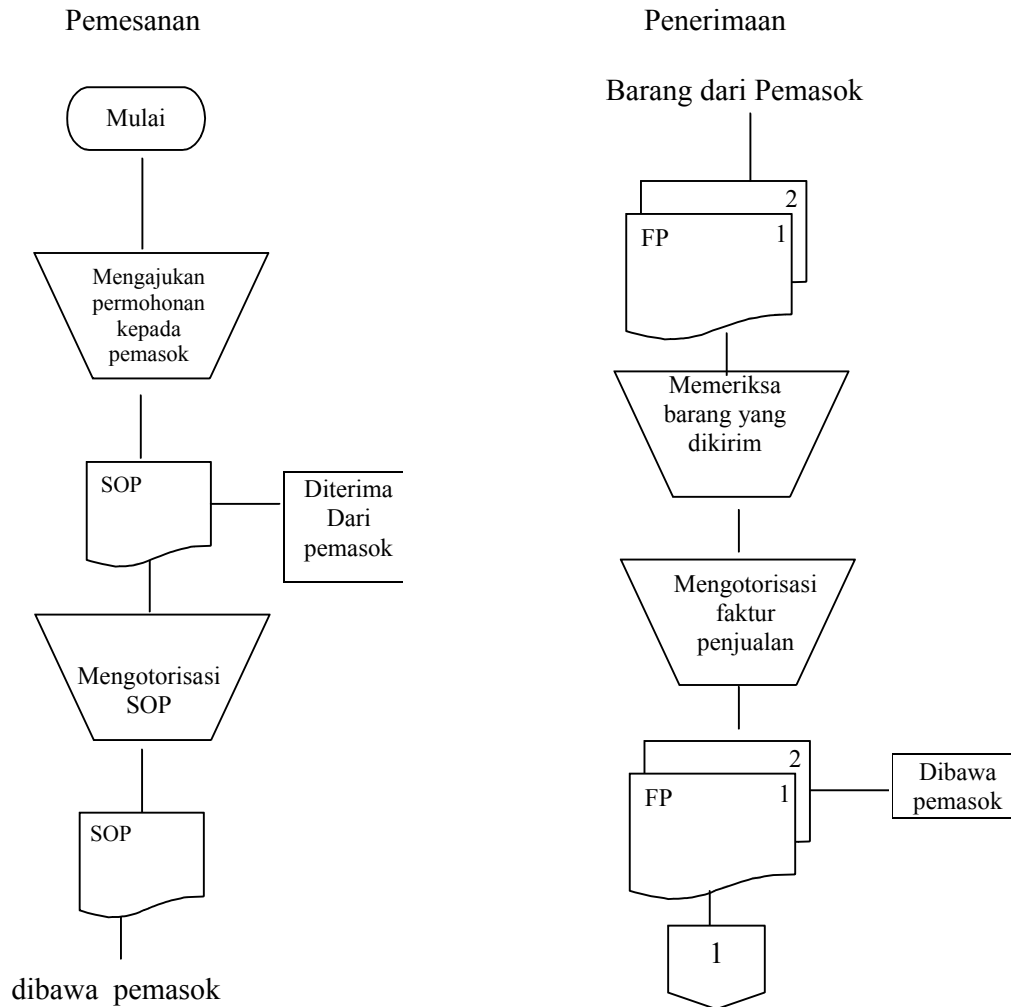 Pemesanan
Mulai
Mengajukan
permohonan
kepada
pemasok
SOP
Diterima
Dari
pemasok
Mengotorisasi
SOP
SOP
dibawa pemasok
Penerimaan
Barang dari Pemasok
2
FP 1
Memeriksa
barang yang
dikirim
Mengotorisasi
faktur
penjualan
2
FP 1
Dibawa
pemasok
1